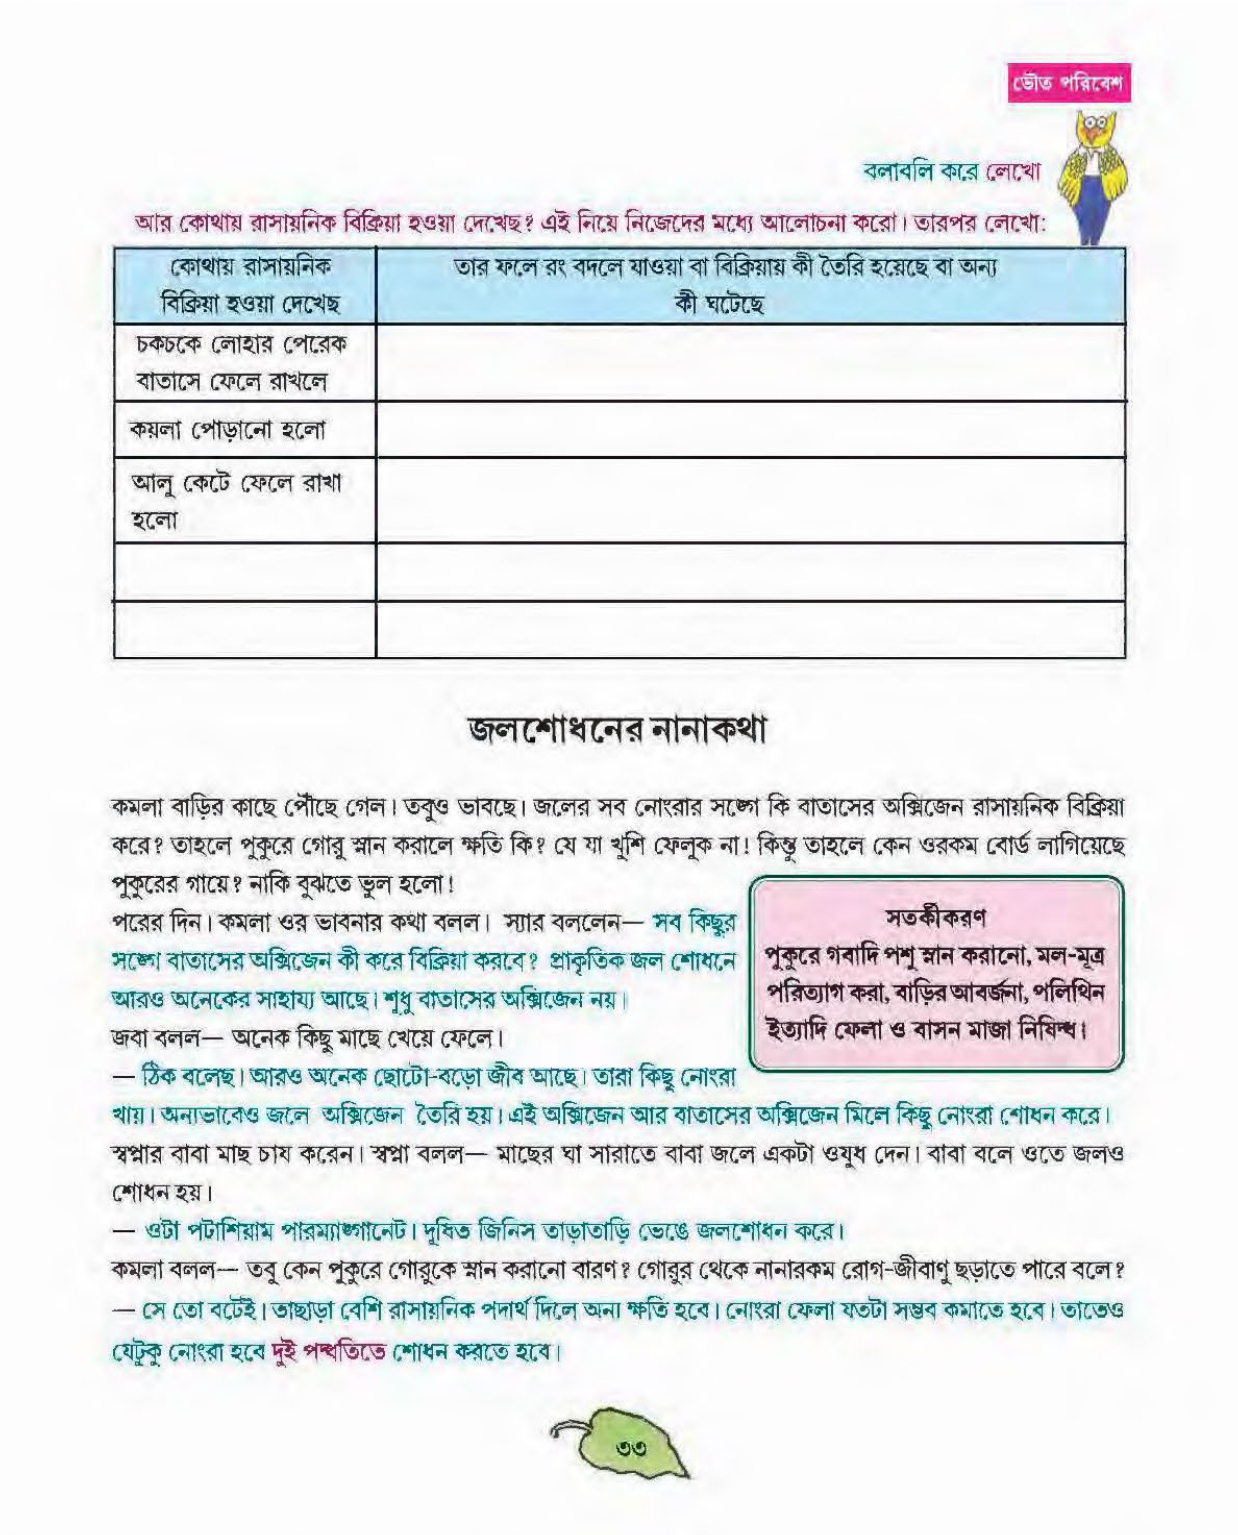 ভৌত পরিবেশ
বলাবলি করে লেখো
আর কোথায় রাসায়নিক বিক্রিয়া হওয়া দেখেছ? এই নিয়ে নিজেদের মধ্যে আলোচনা করো। তারপর লেখো:
কোথায় রাসায়নিক
বিক্রিয়া হওয়া দেখেছ
তার ফলে রং বদলে যাওয়া বা বিক্রিয়ায় কী তৈরি হয়েছে বা অন্য
কী ঘটেছে
চকচকে লোহার পেরেক
বাতাসে ফেলে রাখলে
কয়লা পোড়ানো হলো
আলু কেটে ফেলে রাখা
হলো
জলশোধনের নানাকথা
কমলা বাড়ির কাছে পৌঁছে গেল। তবুও ভাবছে। জলের সব নোংরার সঙ্গে কি বাতাসের অক্সিজেন রাসায়নিক বিক্রিয়া
করে? তাহলে পুকুরে গোরু স্নান করালে ক্ষতি কি? যে যা খুশি ফেলুক না! কিন্তু তাহলে কেন ওরকম বোর্ড লাগিয়েছে
পুকুরের গায়ে? নাকি বুঝতে ভুল হলো!
পরের দিন। কমলা ওর ভাবনার কথা বলল। স্যার বললেন— সব কিছুর
সঙ্গে বাতাসের অক্সিজেন কী করে বিক্রিয়া করবে? প্রাকৃতিক জল শোধনে
আরও অনেকের সাহায্য আছে। শুধু বাতাসের অক্সিজেন নয়।
জবা বলল— অনেক কিছু মাছে খেয়ে ফেলে।
— ঠিক বলেছ। আরও অনেক ছোটো-বড়ো জীব আছে। তারা কিছু নোংরা
সতর্কীকরণ
পুকুরে গবাদি পশু স্নান করানো, মল-মূত্র
পরিত্যাগ করা, বাড়ির আবর্জনা, পলিথিন
ইত্যাদি ফেলা ও বাসন মাজা নিষিদ্ধ।
খায়। অন্যভাবেও জলে অক্সিজেন তৈরি হয়। এই অক্সিজেন আর বাতাসের অক্সিজেন মিলে কিছু নোংরা শোধন করে।
স্বপ্নার বাবা মাছ চাষ করেন। স্বপ্না বলল— মাছের ঘা সারাতে বাবা জলে একটা ওষুধ দেন। বাবা বলে ওতে জলও
শোধন হয়।
— ওটা পটাশিয়াম পারম্যাঙ্গানেট। দূষিত জিনিস তাড়াতাড়ি ভেঙে জলশোধন করে।
কমলা বলল— তবু কেন পুকুরে গোরুকে স্নান করানো বারণ? গোরুর থেকে নানারকম রোগ-জীবাণু ছড়াতে পারে বলে?
— সে তো বটেই। তাছাড়া বেশি রাসায়নিক পদার্থ দিলে অন্য ক্ষতি হবে। নোংরা ফেলা যতটা সম্ভব কমাতে হবে। তাতেও
যেটুকু নোংরা হবে দুই পদ্ধতিতে শোধন করতে হবে।
৩৩